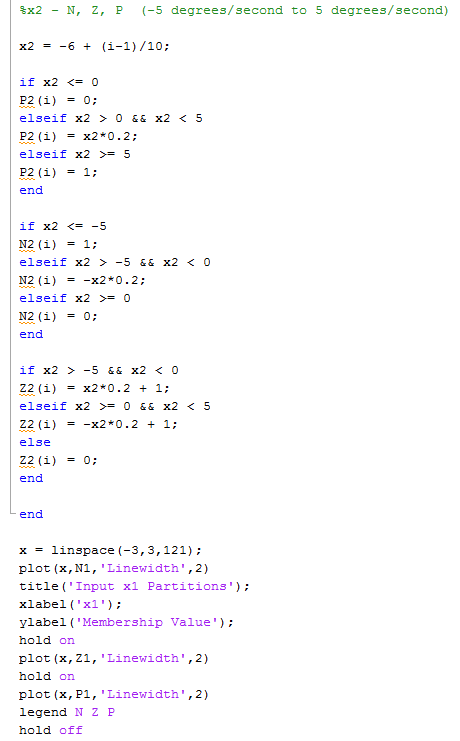 %x2 - N, Z, P  (-5 degrees/second to 5 degrees/second)
x2 = -6 + (i-1)/10;
if x2 <= 0
P2(i) = 0;
elseif x2 > 0 && x2 < 5
P2(i) = x2*0.2;
elseif x2 >= 5
P2(i) = 1;
end
if x2 <= -5
N2(i) = 1;
elseif x2 > -5 && x2 < 0
N2(i) = -x2*0.2;
elseif x2 >= 0
N2(i) = 0;
end
if x2 > -5 && x2 < 0
Z2(i) = x2*0.2 + 1;
elseif x2 >= 0 && x2 < 5
Z2(i) = -x2*0.2 + 1;
else
Z2(i) = 0;
end
end
x = linspace(-3,3,121);
plot(x,N1,'Linewidth',2)
title('Input x1 Partitions');
xlabel('x1');
ylabel('Membership Value');
hold on
plot(x,Z1,'Linewidth',2)
hold on
plot(x,P1,'Linewidth',2)
legend N Z P
hold off